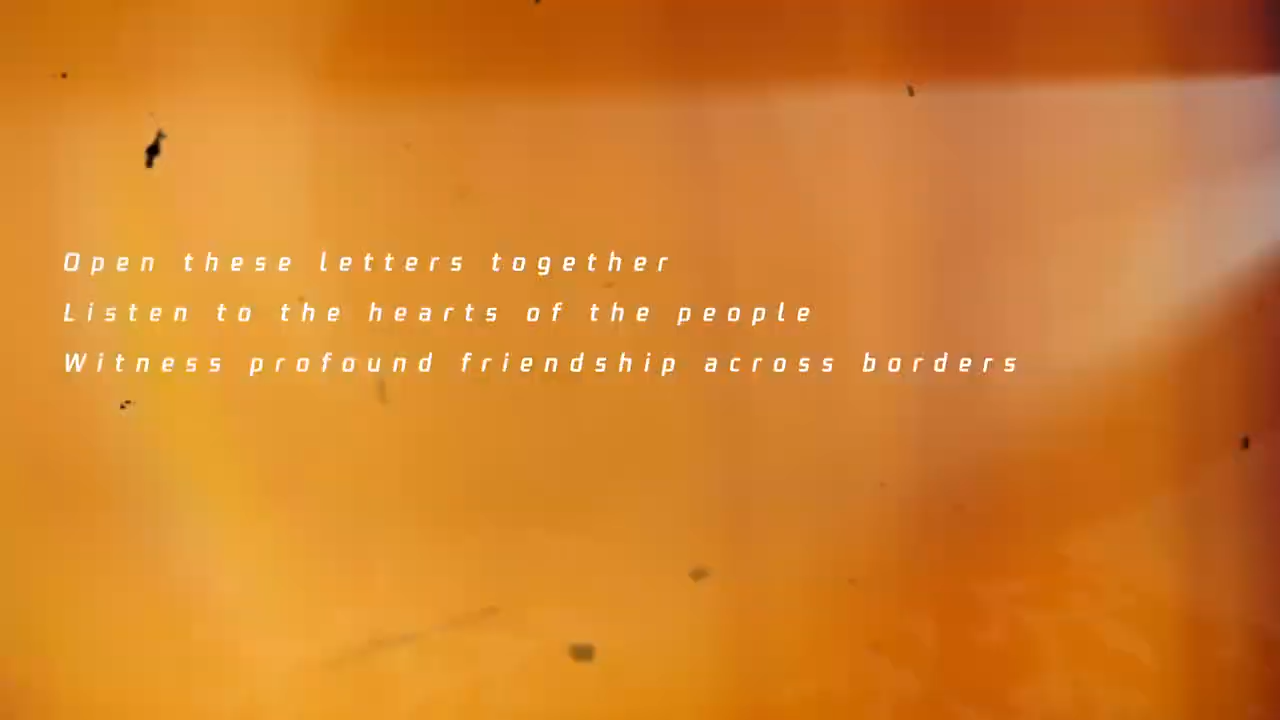 Open these letters together
Listen to the hearts of the people
Witness profound friendship across borders